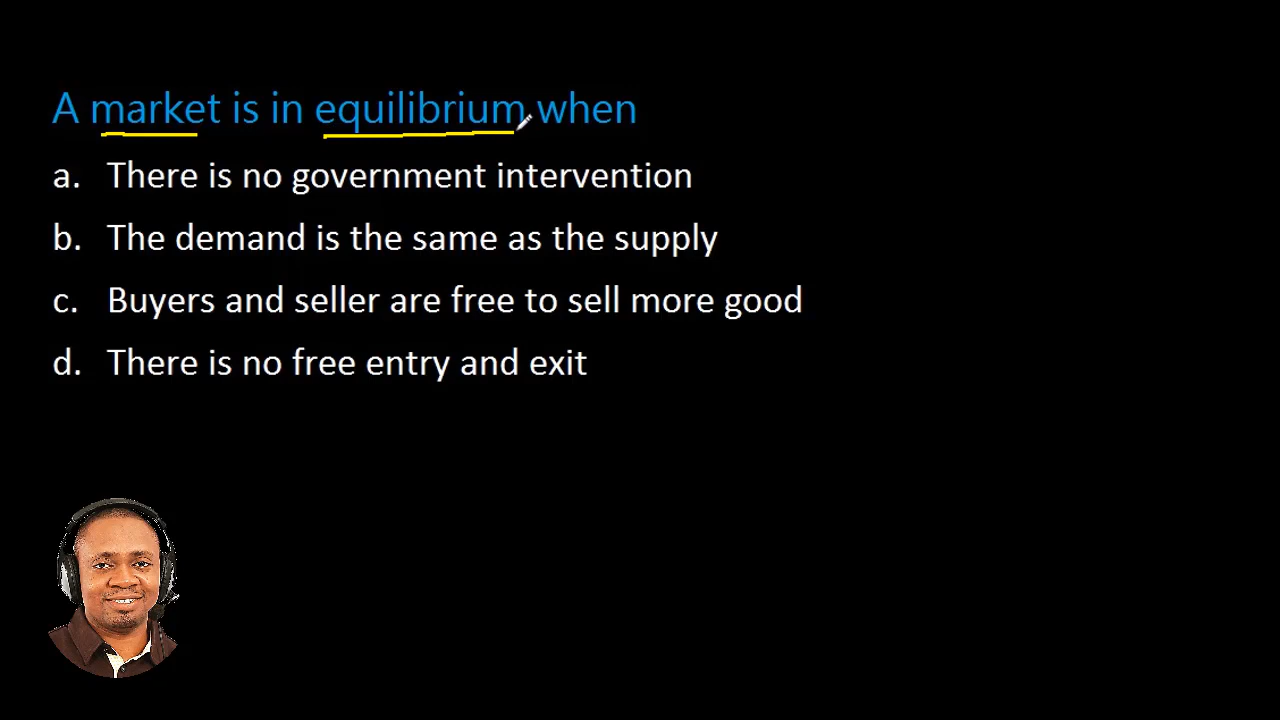 A market is in equilibrium when
a. There is no government intervention
b. The demand is the same as the supply
c. Buyers and seller are free to sell more good
d. There is no free entry and exit